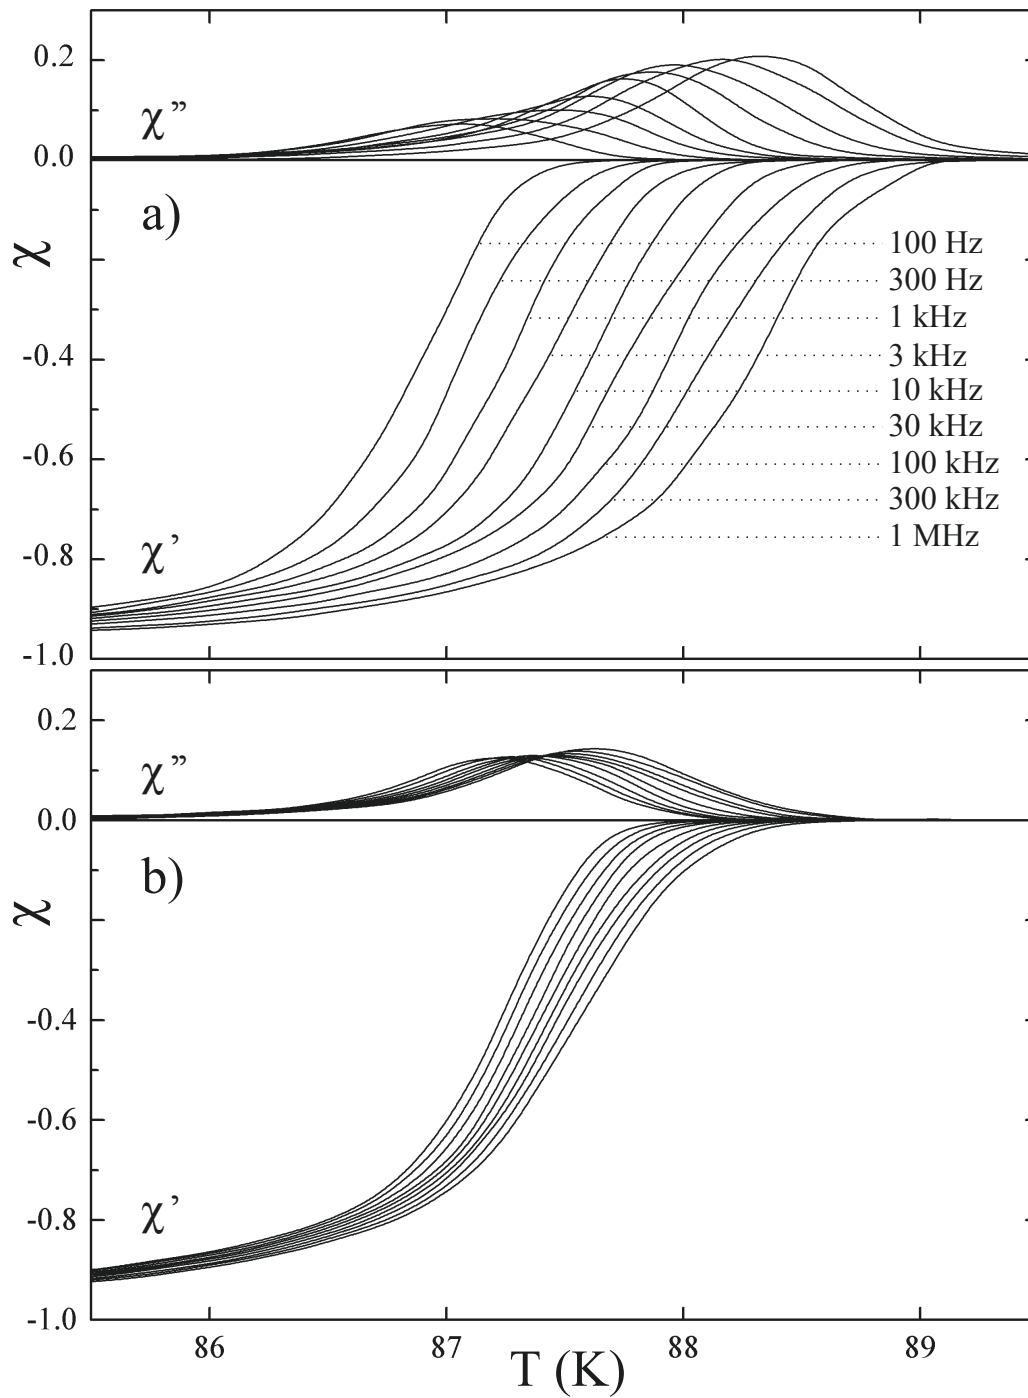 0.2
χ”
0.0
a)
χ
100 Hz
300 Hz
1 kHz
-0.4
3 kHz
10 kHz
30 kHz
-0.6
100 kHz
300 kHz
1 MHz
-0.8
χ’
-1.0
0.2
χ”
0.0
b)
χ
-0.4
-0.6
-0.8
χ’
-1.0
86 87 88 89
T (K)